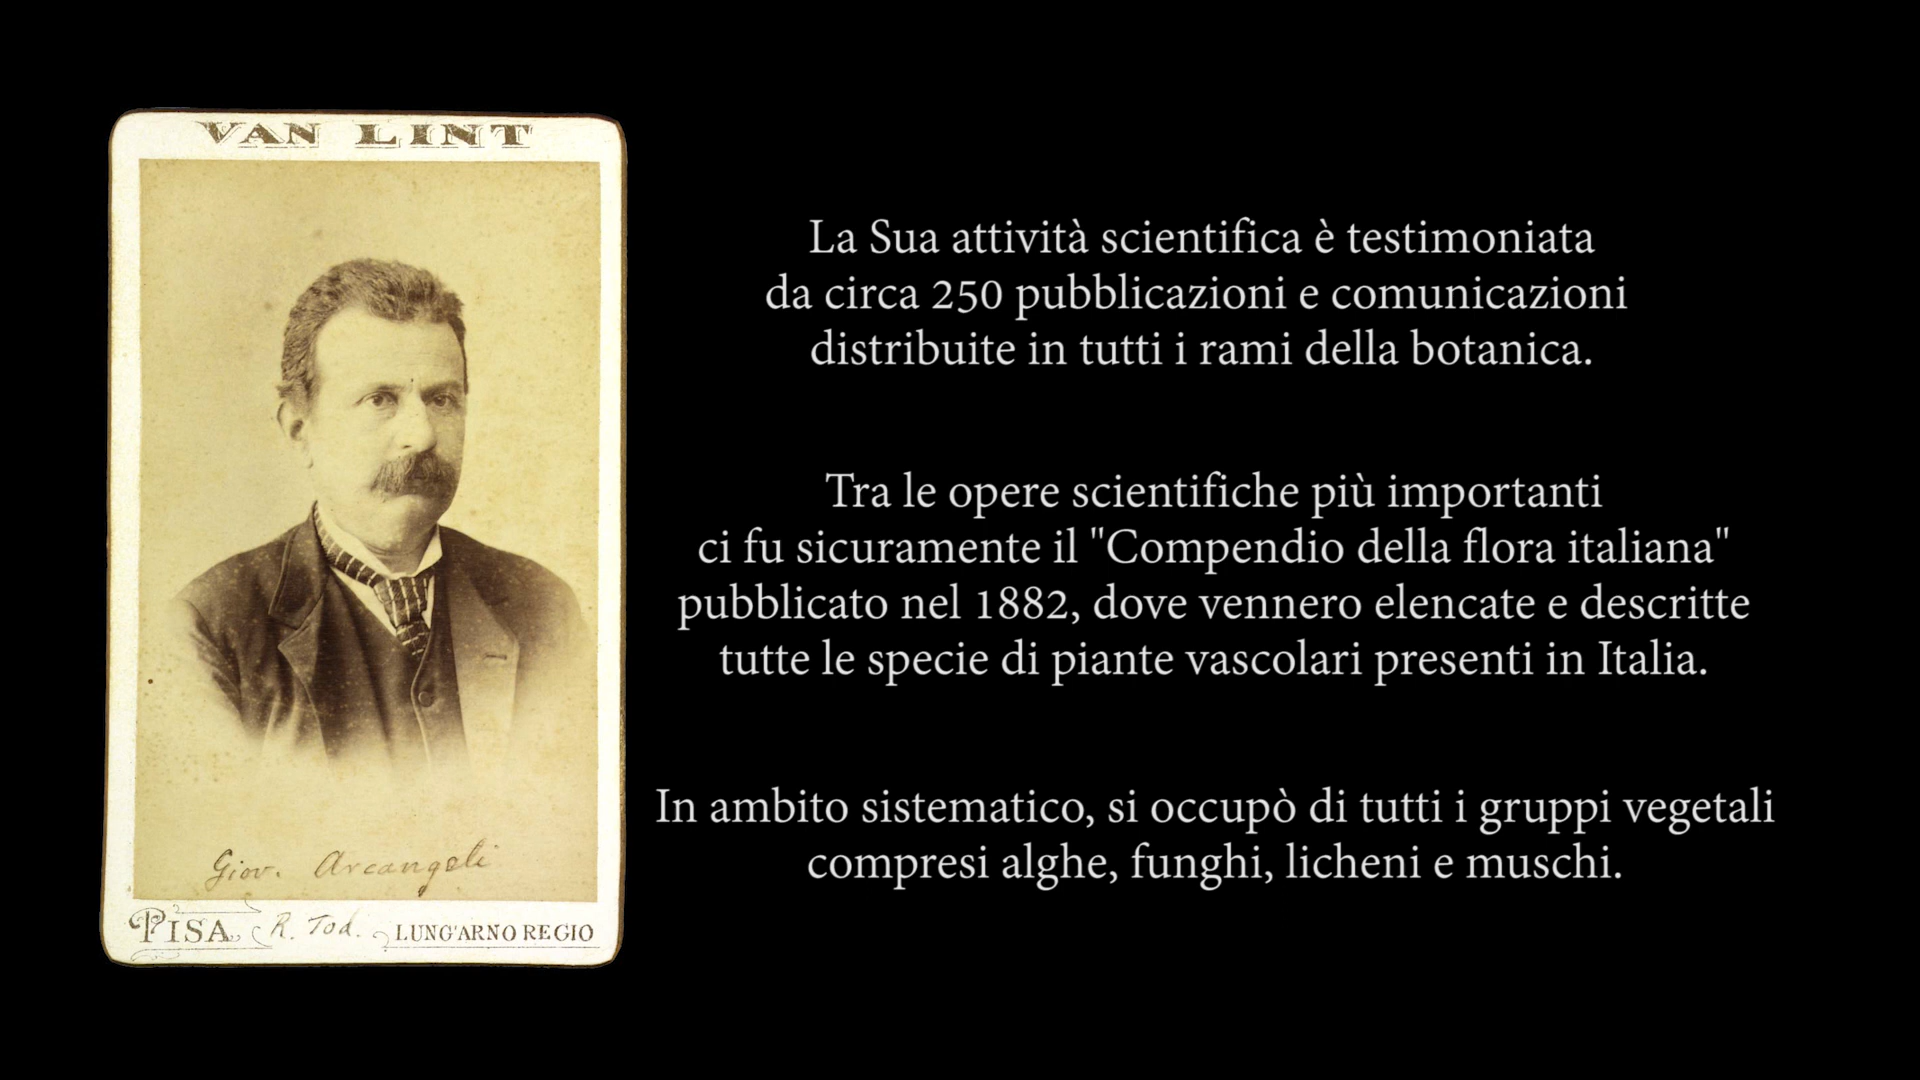 VAN LINT
Giov. Arcangeli
PISA R. Tod. LUNG'ARNO REGIO
La Sua attività scientifica è testimoniata
da circa 250 pubblicazioni e comunicazioni
distribuite in tutti i rami della botanica.
Tra le opere scientifiche più importanti
ci fu sicuramente il "Compendio della flora italiana"
pubblicato nel 1882, dove vennero elencate e descritte
tutte le specie di piante vascolari presenti in Italia.
In ambito sistematico, si occupò di tutti i gruppi vegetali
compresi alghe, funghi, licheni e muschi.